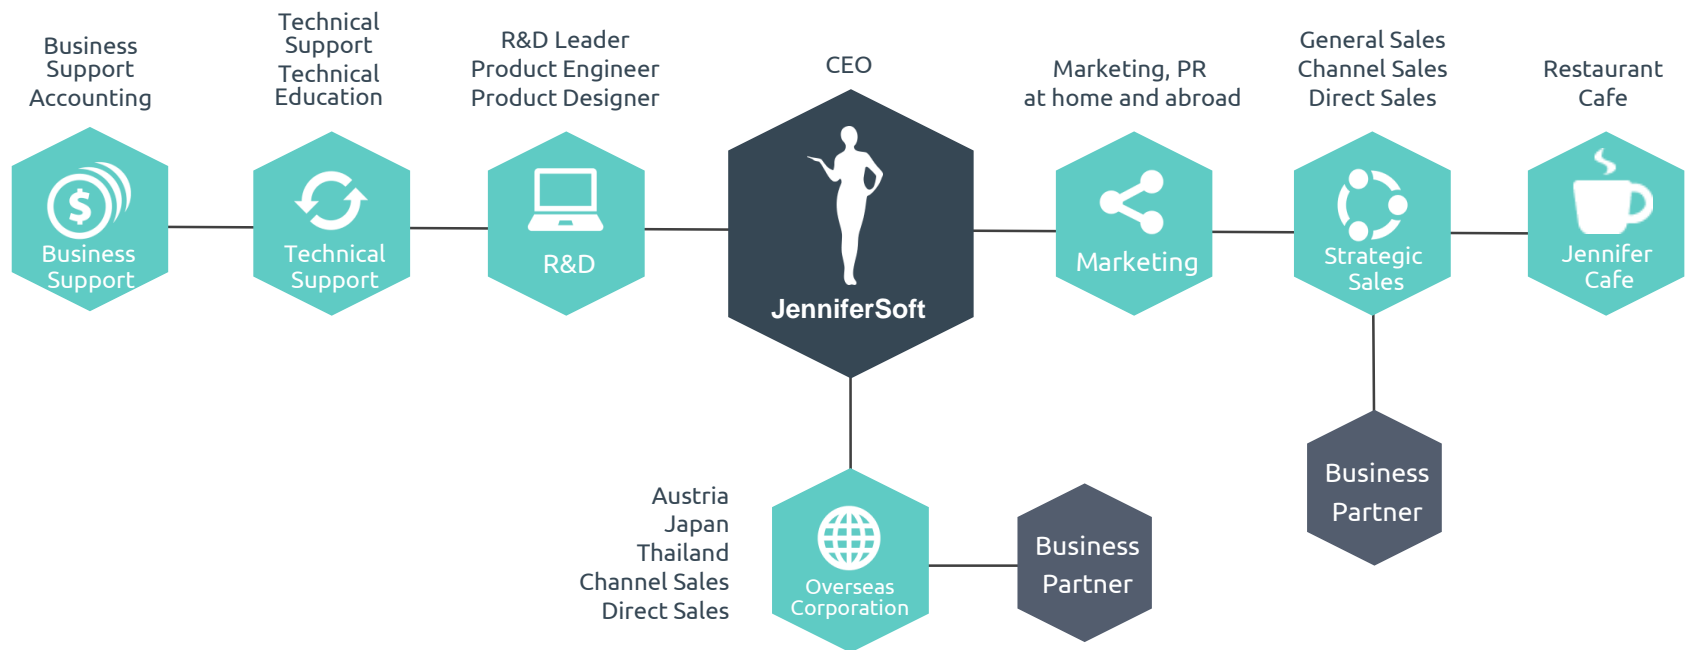 Business
Support
Accounting
Technical
Support
Technical
Education
R&D Leader
Product Engineer
Product Designer
CEO
Marketing, PR
at home and abroad
General Sales
Channel Sales
Direct Sales
Restaurant
Cafe
$
Business
Support
Technical
Support
R&D
JenniferSoft
Marketing
Strategic
Sales
Jennifer
Cafe
Austria
Japan
Thailand
Channel Sales
Direct Sales
Overseas
Corporation
Business
Partner
Business
Partner